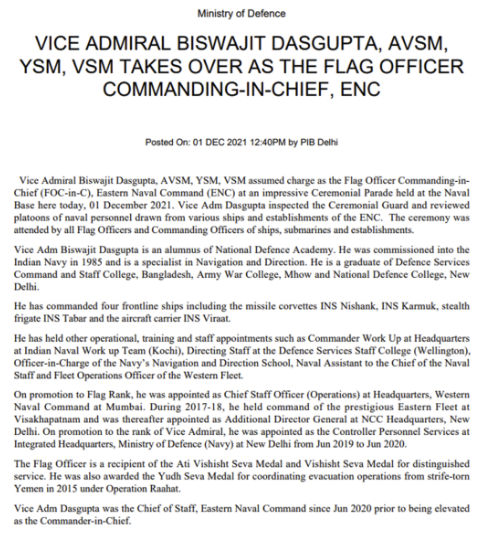 Ministry of Defence
VICE ADMIRAL BISWAJIT DASGUPTA, AVSM,
YSM, VSM TAKES OVER AS THE FLAG OFFICER
COMMANDING-IN-CHIEF, ENC
Posted On: 01 DEC 2021 12:40PM by PIB Delhi
Vice Admiral Biswajit Dasgupta, AVSM, YSM, VSM assumed charge as the Flag Officer Commanding-in-
Chief (FOC-in-C), Eastern Naval Command (ENC) at an impressive Ceremonial Parade held at the Naval
Base here today, 01 December 2021. Vice Adm Dasgupta inspected the Ceremonial Guard and reviewed
platoons of naval personnel drawn from various ships and establishments of the ENC. The ceremony was
attended by all Flag Officers and Commanding Officers of ships, submarines and establishments.
Vice Adm Biswajit Dasgupta is an alumnus of National Defence Academy. He was commissioned into the
Indian Navy in 1985 and is a specialist in Navigation and Direction. He is a graduate of Defence Services
Command and Staff College, Bangladesh, Army War College, Mhow and National Defence College, New
Delhi.
He has commanded four frontline ships including the missile corvettes INS Nishank, INS Karmuk, stealth
frigate INS Tabar and the aircraft carrier INS Viraat.
He has held other operational, training and staff appointments such as Commander Work Up at Headquarters
at Indian Naval Work up Team (Kochi), Directing Staff at the Defence Services Staff College (Wellington),
Officer-in-Charge of the Navy's Navigation and Direction School, Naval Assistant to the Chief of the Naval
Staff and Fleet Operations Officer of the Western Fleet.
On promotion to Flag Rank, he was appointed as Chief Staff Officer (Operations) at Headquarters, Western
Naval Command at Mumbai. During 2017-18, he held command of the prestigious Eastern Fleet at
Visakhapatnam and was thereafter appointed as Additional Director General at NCC Headquarters, New
Delhi. On promotion to the rank of Vice Admiral, he was appointed as the Controller Personnel Services at
Integrated Headquarters, Ministry of Defence (Navy) at New Delhi from Jun 2019 to Jun 2020.
The Flag Officer is a recipient of the Ati Vishisht Seva Medal and Vishisht Seva Medal for distinguished
service. He was also awarded the Yudh Seva Medal for coordinating evacuation operations from strife-torn
Yemen in 2015 under Operation Raahat.
Vice Adm Dasgupta was the Chief of Staff, Eastern Naval Command since Jun 2020 prior to being elevated
as the Commander-in-Chief.